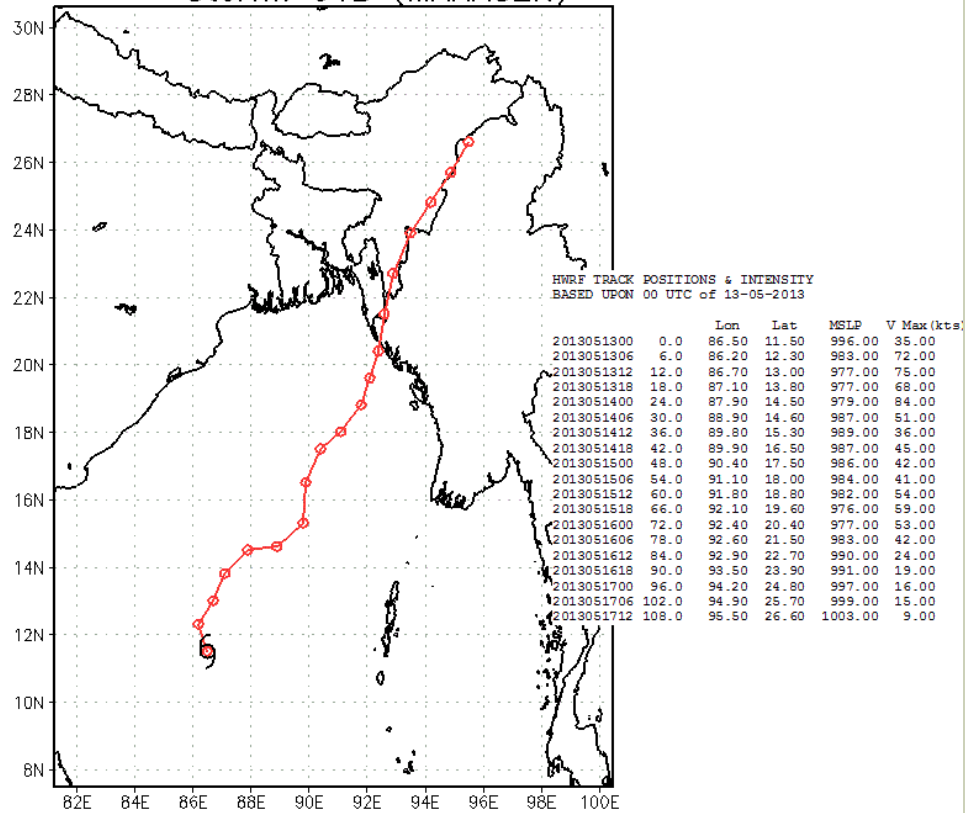 30N
28N
26N
24N
22N
20N
18N
16N
14N
12N
10N
8N
82E 84E 86E 88E 90E 92E 94E 96E 98E 100E
HWRF TRACK POSITIONS & INTENSITY
BASED UPON 00 UTC of 13-05-2013
Lon Lat MSLP V Max(kts)
2013051300 0.0 86.50 11.50 996.00 35.00
2013051306 6.0 86.20 12.30 983.00 72.00
2013051312 12.0 86.70 13.00 977.00 75.00
2013051318 18.0 87.10 13.80 977.00 68.00
2013051400 24.0 87.90 14.50 979.00 84.00
2013051406 30.0 88.90 14.60 987.00 51.00
2013051412 36.0 89.80 15.30 989.00 36.00
2013051418 42.0 89.90 16.50 987.00 45.00
2013051500 48.0 90.40 17.50 986.00 42.00
2013051506 54.0 91.10 18.00 984.00 41.00
2013051512 60.0 91.80 18.80 982.00 54.00
2013051518 66.0 92.10 19.60 976.00 59.00
2013051600 72.0 92.40 20.40 977.00 53.00
2013051606 78.0 92.60 21.50 983.00 42.00
2013051612 84.0 92.90 22.70 990.00 24.00
2013051618 90.0 93.50 23.90 991.00 19.00
2013051700 96.0 94.20 24.80 997.00 16.00
2013051706 102.0 94.90 25.70 999.00 15.00
2013051712 108.0 95.50 26.60 1003.00 9.00